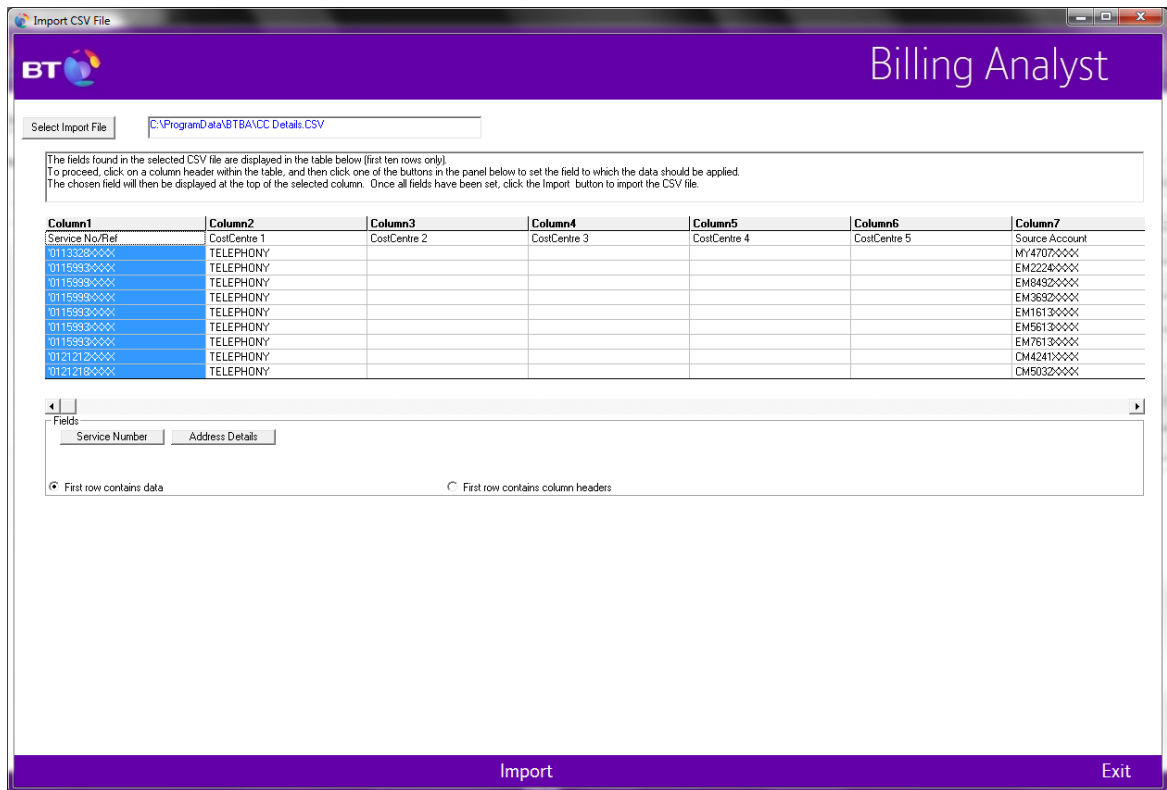 Import CSV File
BT
Billing Analyst
Select Import File
C:\ProgramData\BTBA\CC Details.CSV
The fields found in the selected CSV file are displayed in the table below (first ten rows only).
To proceed, click on a column header within the table, and then click one of the buttons in the panel below to set the field to which the data should be applied.
The chosen field will then be displayed at the top of the selected column. Once all fields have been set, click the Import button to import the CSV file.
Column1 Column2 Column3 Column4 Column5 Column6 Column7
Service No/Ref CostCentre 1 CostCentre 2 CostCentre 3 CostCentre 4 CostCentre 5 Source Account
'0113328XXXX TELEPHONY MY4707XXXX
'0115993XXXX TELEPHONY EM2224XXXX
'0115999XXXX TELEPHONY EM8492XXXX
'0115999XXXX TELEPHONY EM3692XXXX
'0115993XXXX TELEPHONY EM1613XXXX
'0115993XXXX TELEPHONY EM5613XXXX
'0115993XXXX TELEPHONY EM7613XXXX
'0121212XXXX TELEPHONY CM4241XXXX
'0121218XXXX TELEPHONY CM5032XXXX
Fields
Service Number Address Details
First row contains data First row contains column headers
Import Exit